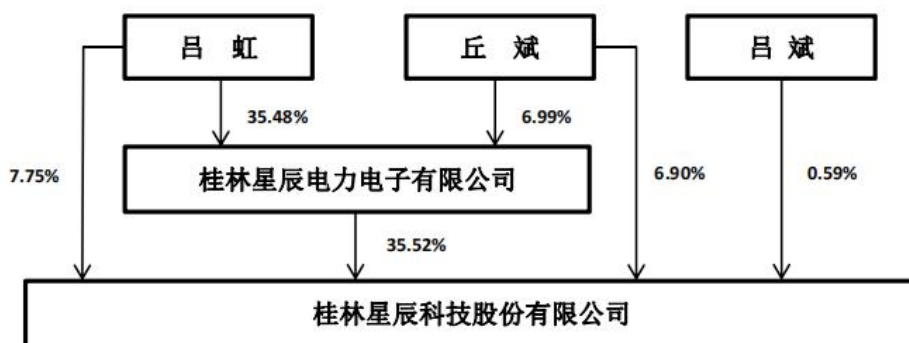 吕 虹
丘 斌
吕 斌
35.48%
6.99%
7.75%
桂林星辰电力电子有限公司
6.90%
0.59%
35.52%
桂林星辰科技股份有限公司